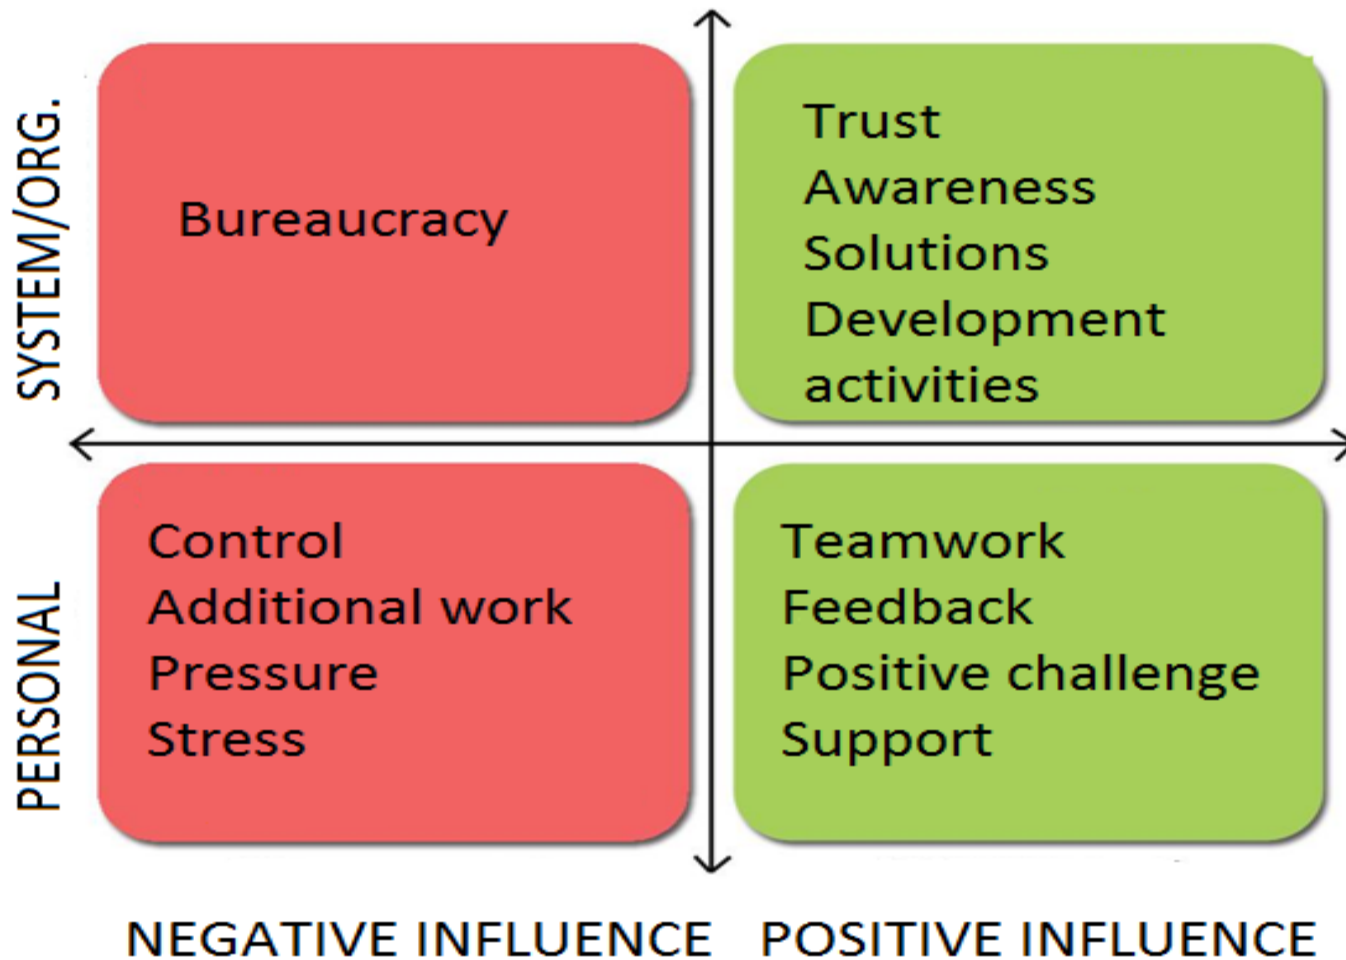 SYSTEM/ORG.
Bureaucracy
Trust
Awareness
Solutions
Development
activities
PERSONAL
Control
Additional work
Pressure
Stress
Teamwork
Feedback
Positive challenge
Support
NEGATIVE INFLUENCE
POSITIVE INFLUENCE